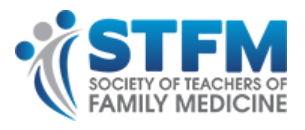 STFM
SOCIETY OF TEACHERS OF
FAMILY MEDICINE